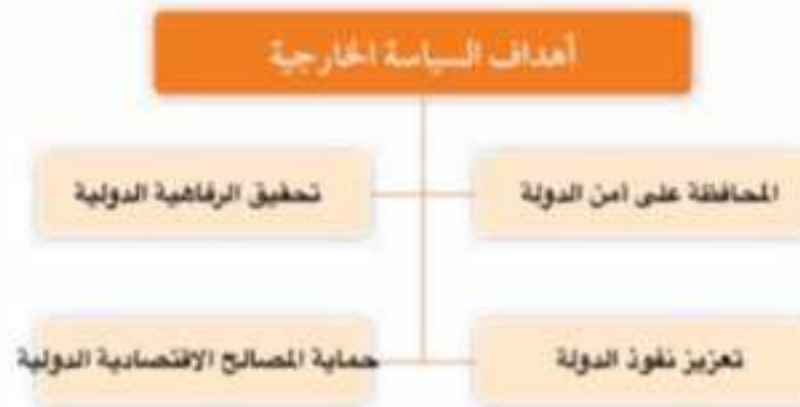 أهداف السياسة الخارجية
المحافظة على أمن الدولة
تحقيق الرفاهية الدولية
تعزيز نفوذ الدولة
حماية المصالح الاقتصادية الدولية